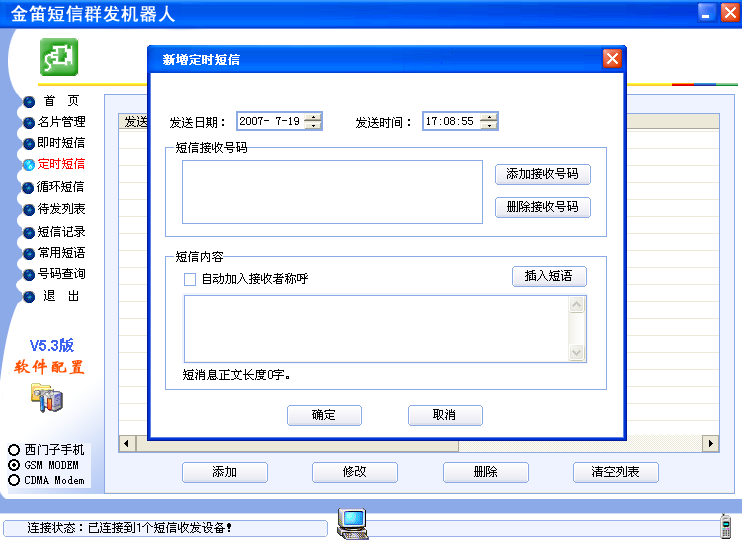 金笛短信群发机器人
首 页
名片管理
即时短信
定时短信
循环短信
待发列表
短信记录
常用短语
号码查询
退 出
V5.3版
软件配置
西门子手机
GSM MODEM
CDMA Modem
发送
新增定时短信
发送日期： 2007- 7-19 发送时间： 17:08:55
短信接收号码
添加接收号码
删除接收号码
短信内容
自动加入接收者称呼
插入短语
短消息正文长度0字。
确定 取消
添加 修改 删除 清空列表
连接状态：已连接到1个短信收发设备!